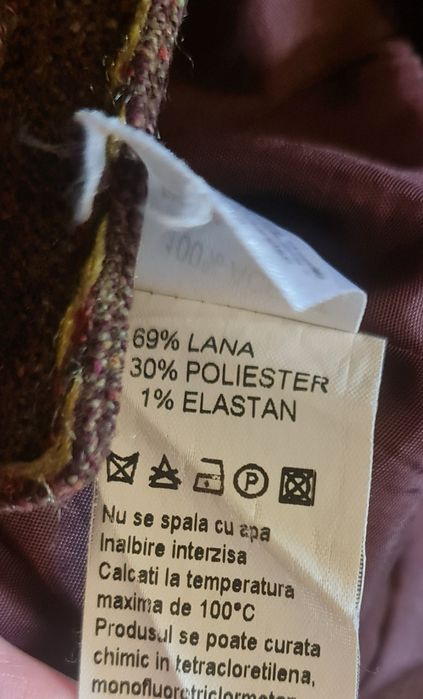 100%
69% LANA
30% POLIESTER
1% ELASTAN
P
Nu se spala cu apa
Inalbire interzisa
Calcati la temperatura
maxima de 100°C
Produsul se poate curata
chimic in tetracloretilena,